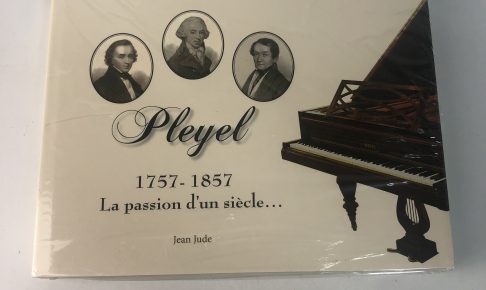 Pleyel
1757- 1857
La passion d'un siècle...
Jean Jude